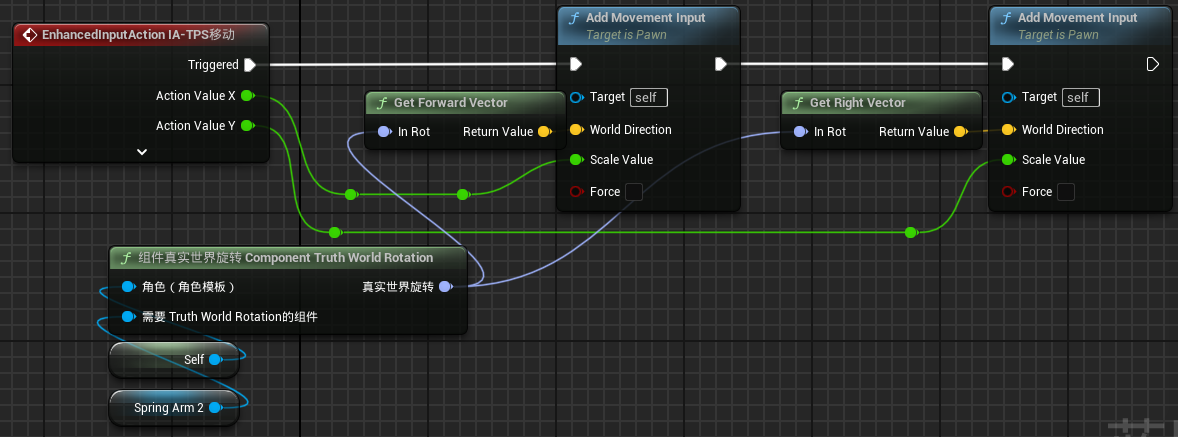 EnhancedInputAction IA-TPS移动
Triggered
Action Value X
Action Value Y
f Get Forward Vector
In Rot Return Value
f Add Movement Input
Target is Pawn
Target self
World Direction
Scale Value
Force
f Get Right Vector
In Rot Return Value
f Add Movement Input
Target is Pawn
Target self
World Direction
Scale Value
Force
f 组件真实世界旋转 Component Truth World Rotation
角色（角色模板） 真实世界旋转
需要 Truth World Rotation的组件
Self
Spring Arm 2